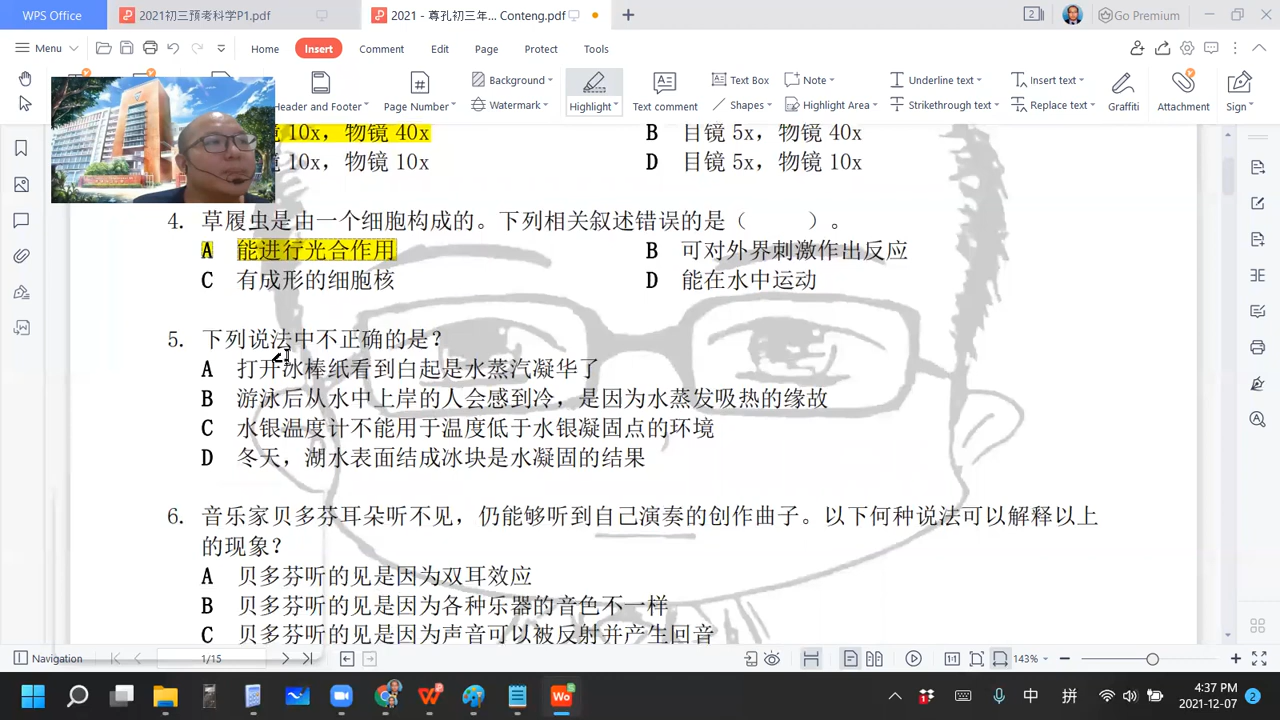 WPS Office
2021初三预考科学P1.pdf
2021 - 尊孔初三年... Conteng.pdf
2
Go Premium
Menu
Home
Insert
Comment
Edit
Page
Protect
Tools
Header and Footer
Page Number
Background
Watermark
Highlight
Text comment
Text Box
Shapes
Note
Highlight Area
Underline text
Strikethrough text
Insert text
Replace text
Graffiti
Attachment
Sign
10x，物镜 40x
B 目镜 5x，物镜 40x
10x，物镜 10x
D 目镜 5x，物镜 10x
4. 草履虫是由一个细胞构成的。下列相关叙述错误的是（ ）。
A 能进行光合作用
B 可对外界刺激作出反应
C 有成形的细胞核
D 能在水中运动
5. 下列说法中不正确的是？
A 打开冰棒纸看到白起是水蒸汽凝华了
B 游泳后从水中上岸的人会感到冷，是因为水蒸发吸热的缘故
C 水银温度计不能用于温度低于水银凝固点的环境
D 冬天，湖水表面结成冰块是水凝固的结果
6. 音乐家贝多芬耳朵听不见，仍能够听到自己演奏的创作曲子。以下何种说法可以解释以上
的现象？
A 贝多芬听的见是因为双耳效应
B 贝多芬听的见是因为各种乐器的音色不一样
C 贝多芬听的见是因为声音可以被反射并产生回音
Navigation
1/15
143%
中
拼
4:37 PM
2021-12-07
2